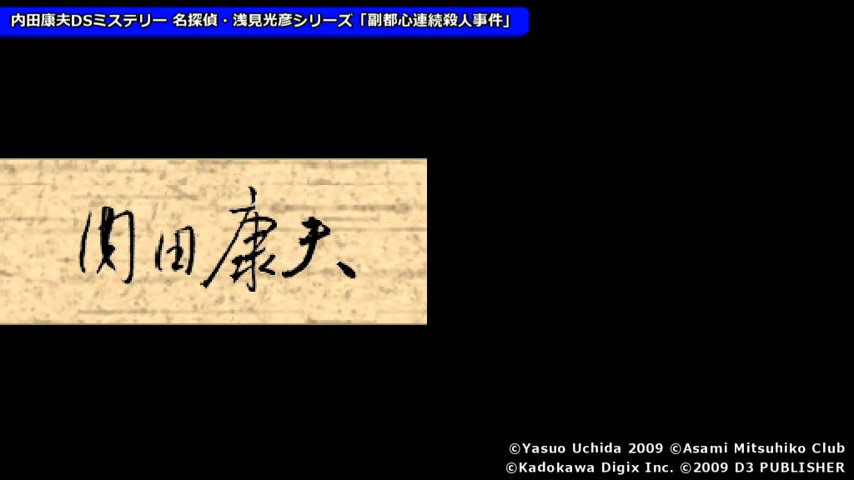 内田康夫DSミステリー 名探偵・浅見光彦シリーズ「副都心連続殺人事件」
内田康夫
©Yasuo Uchida 2009 ©Asami Mitsuhiko Club
©Kadokawa Digix Inc. ©2009 D3 PUBLISHER